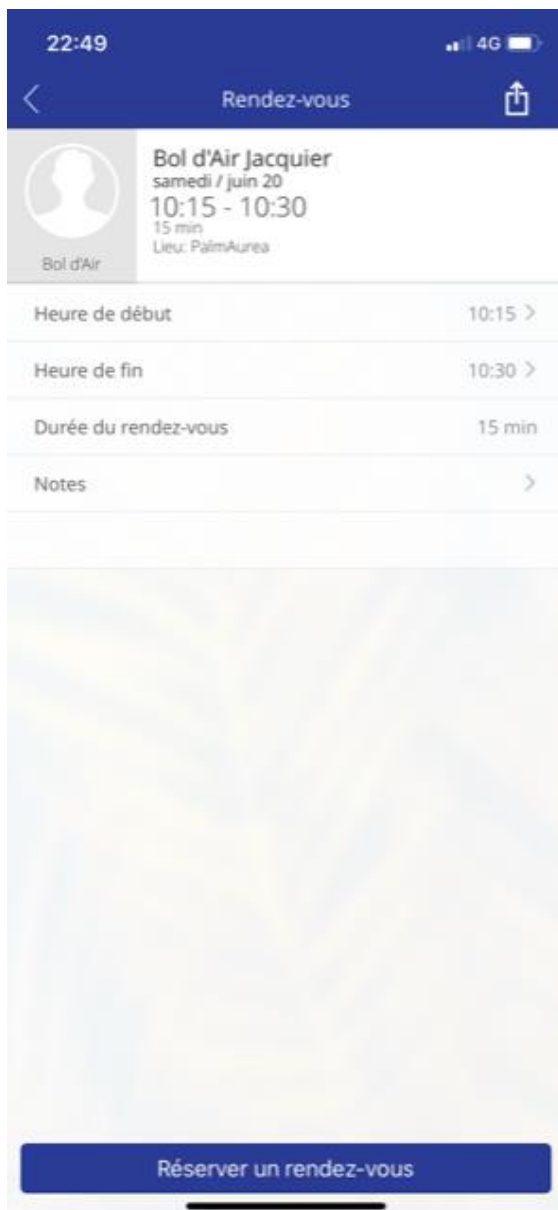 22:49
4G
Rendez-vous
Bol d'Air Jacquier
samedi / juin 20
10:15 - 10:30
15 min
Lieu: PalmAurea
Bol d'Air
Heure de début 10:15 >
Heure de fin 10:30 >
Durée du rendez-vous 15 min
Notes >
Réserver un rendez-vous